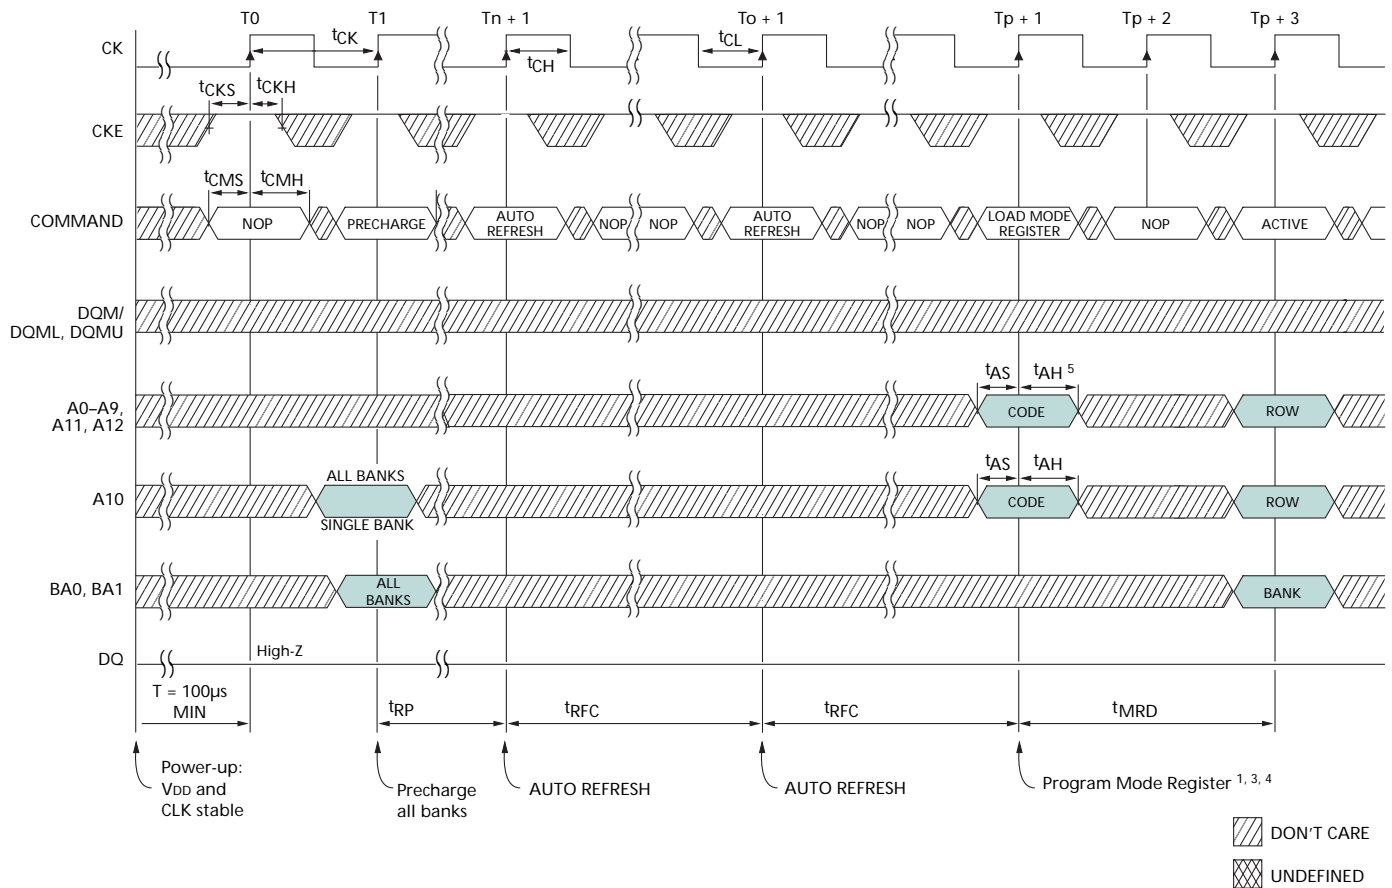 T0 T1 Tn + 1 To + 1 Tp + 1 Tp + 2 Tp + 3
CK
tCK tCH tCL
tCKS tCKH
CKE
tCMS tCMH
COMMAND NOP PRECHARGE AUTO REFRESH NOP NOP AUTO REFRESH NOP NOP LOAD MODE REGISTER NOP ACTIVE
DQM/
DQML, DQMU
tAS tAH 5
A0–A9,
A11, A12
CODE ROW
ALL BANKS tAS tAH
A10 CODE ROW
SINGLE BANK
BA0, BA1 ALL BANKS BANK
DQ High-Z
T = 100µs
MIN
tRP tRFC tRFC tMRD
Power-up:
VDD and
CLK stable
Precharge
all banks
AUTO REFRESH
AUTO REFRESH
Program Mode Register 1, 3, 4
DON'T CARE
UNDEFINED